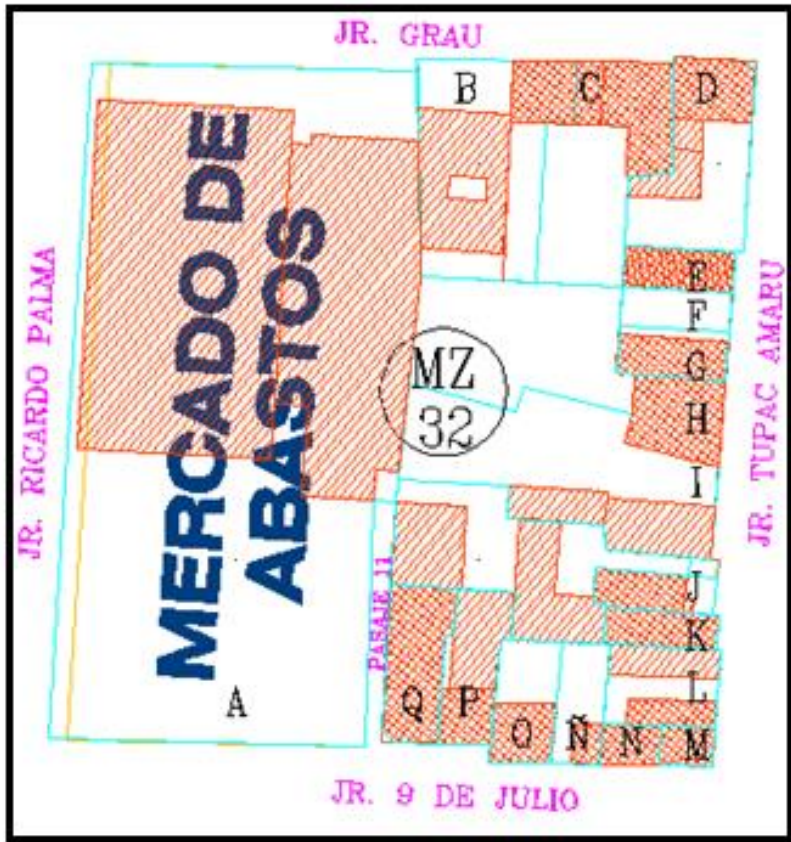 JR. GRAU
B
C
D
MERCADO DE
ABASTOS
JR. RICARDO PALMA
E
F
JR. TUPAC AMARU
G
MZ
32
H
I
PASAJE 11
J
K
L
A
Q
P
O
Ñ
N
M
JR. 9 DE JULIO